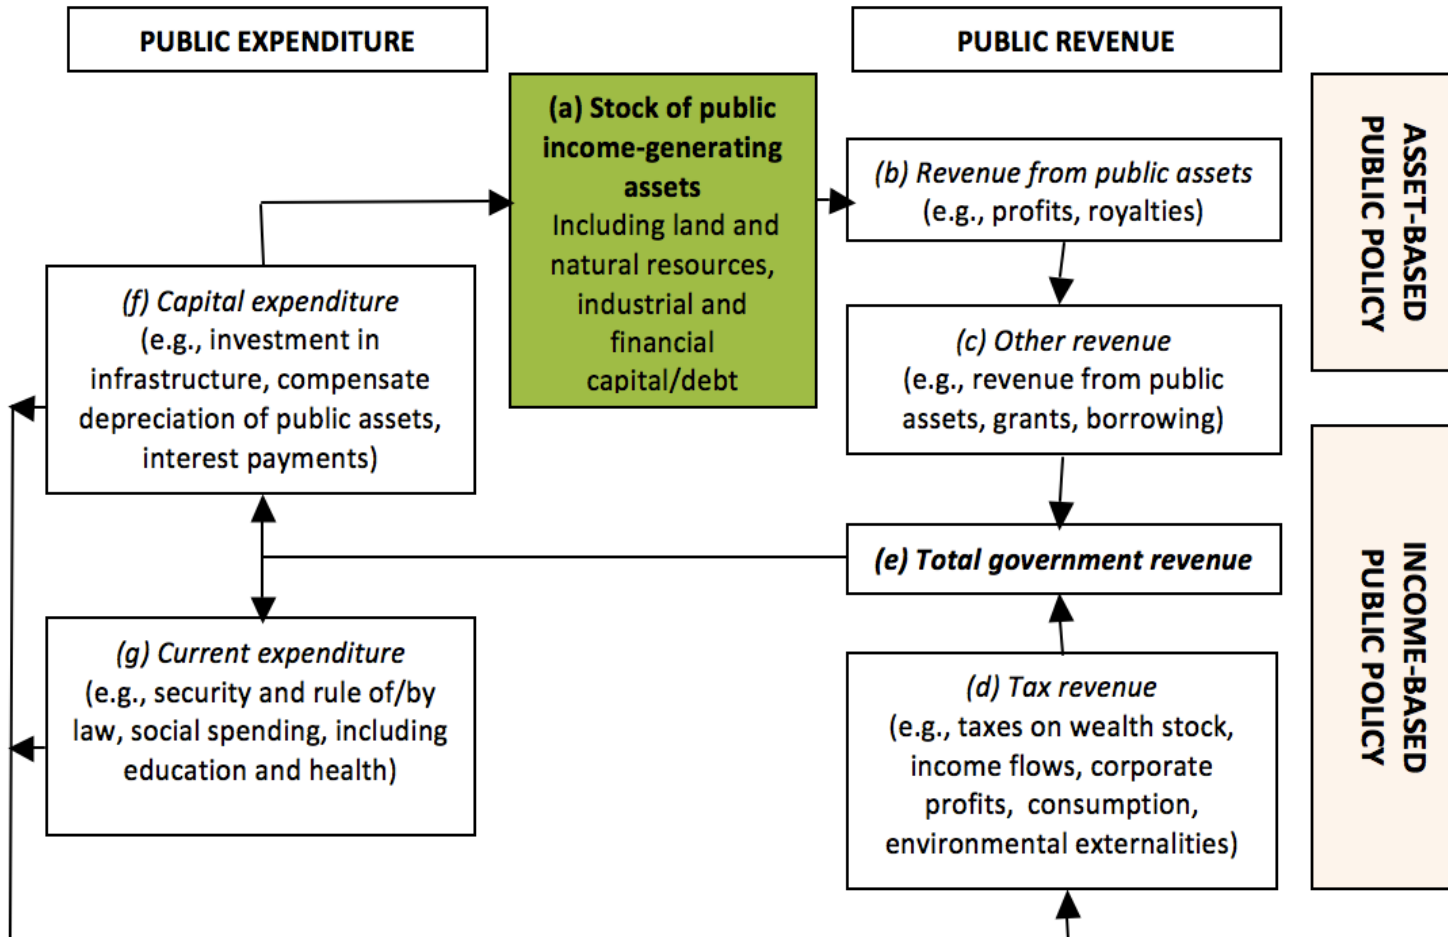 PUBLIC EXPENDITURE
PUBLIC REVENUE
(a) Stock of public
income-generating
assets
Including land and
natural resources,
industrial and
financial
capital/debt
(b) Revenue from public assets
(e.g., profits, royalties)
ASSET-BASED
PUBLIC POLICY
(f) Capital expenditure
(e.g., investment in
infrastructure, compensate
depreciation of public assets,
interest payments)
(c) Other revenue
(e.g., revenue from public
assets, grants, borrowing)
(e) Total government revenue
INCOME-BASED
PUBLIC POLICY
(g) Current expenditure
(e.g., security and rule of/by
law, social spending, including
education and health)
(d) Tax revenue
(e.g., taxes on wealth stock,
income flows, corporate
profits, consumption,
environmental externalities)